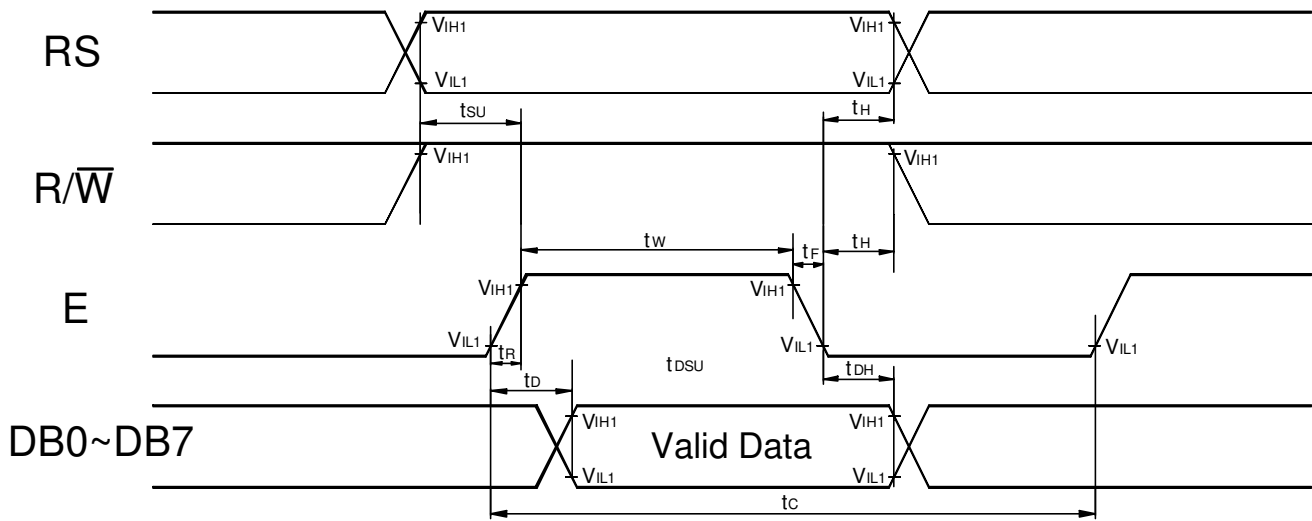 RS
VIH1
VIH1
VIL1
VIL1
tSU
tH
R/W̅
VIH1
VIH1
tW
tF
tH
E
VIH1
VIH1
VIL1
VIL1
VIL1
tR
tDSU
tD
tDH
DB0~DB7
VIH1
Valid Data
VIH1
VIL1
VIL1
tC